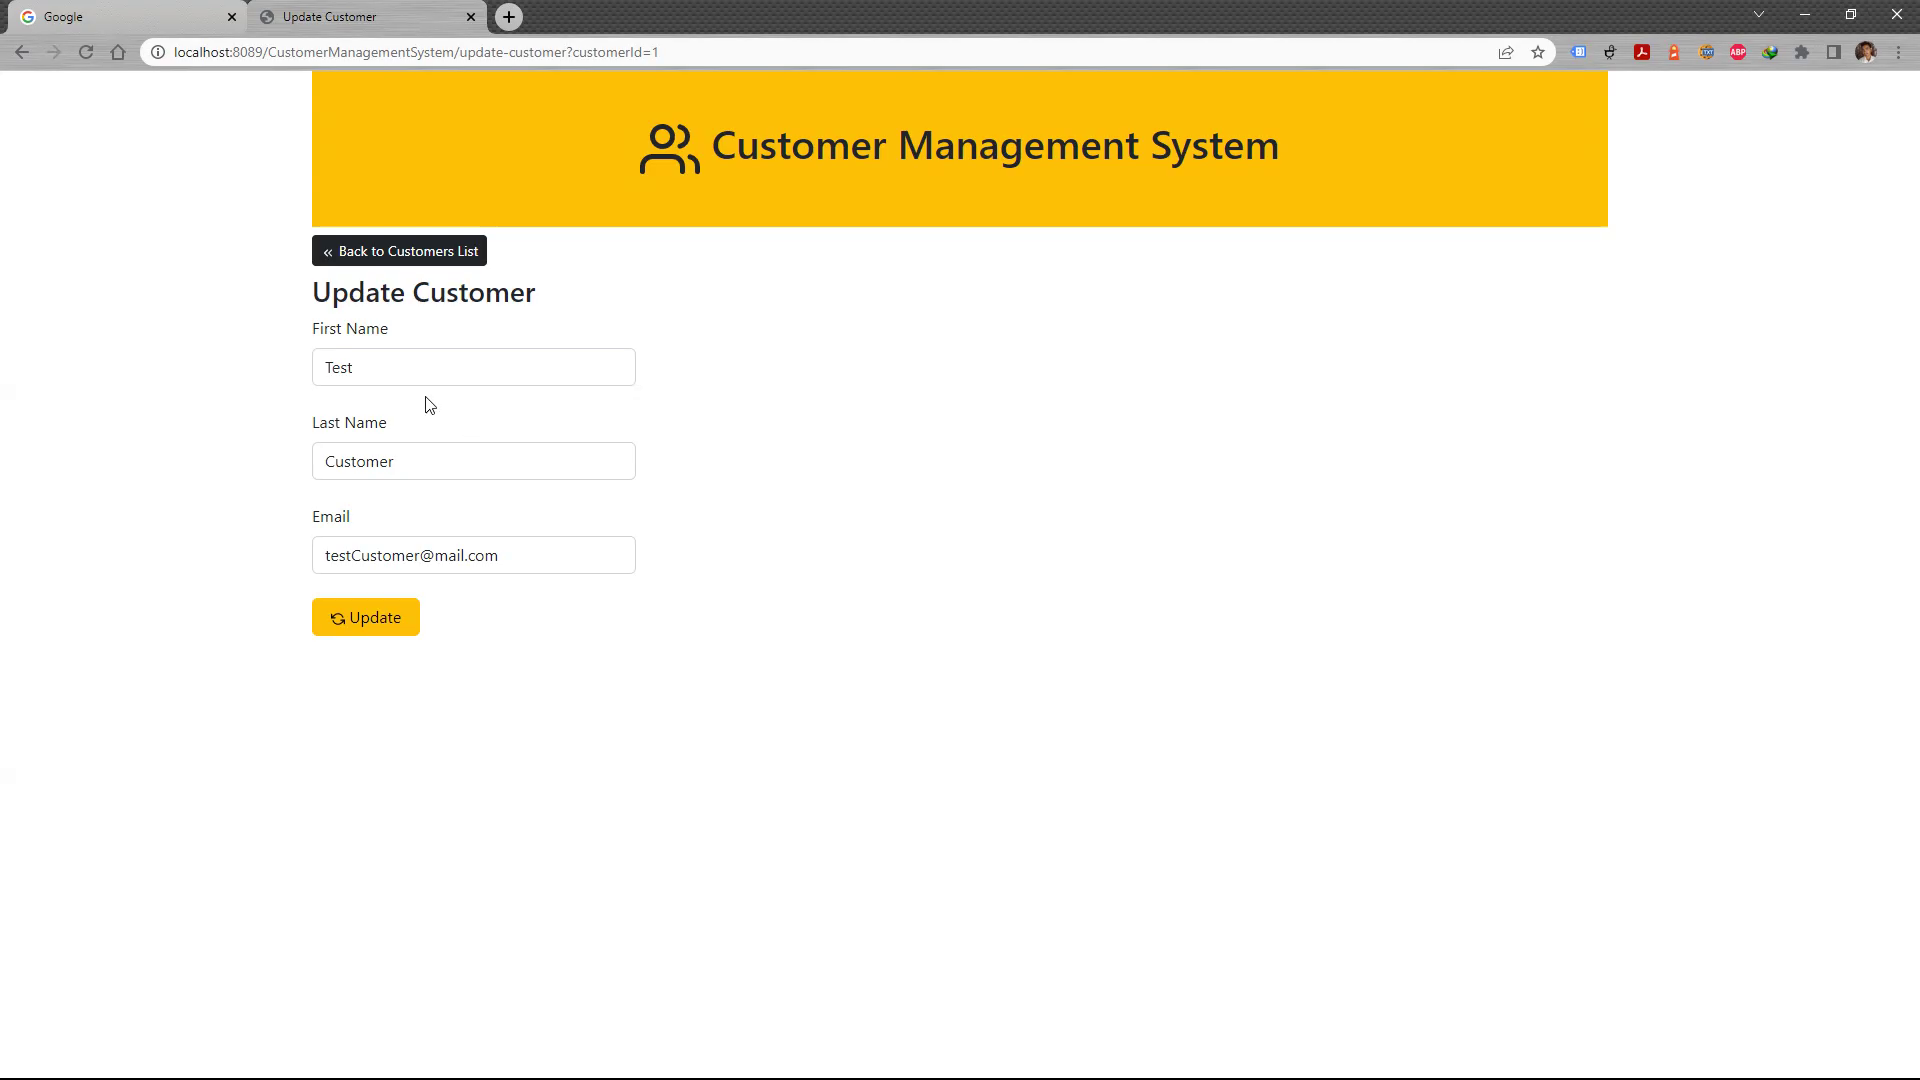 Google
Update Customer
localhost:8089/CustomerManagementSystem/update-customer?customerId=1
ABP
Customer Management System
« Back to Customers List
Update Customer
First Name
Test
Last Name
Customer
Email
testCustomer@mail.com
Update